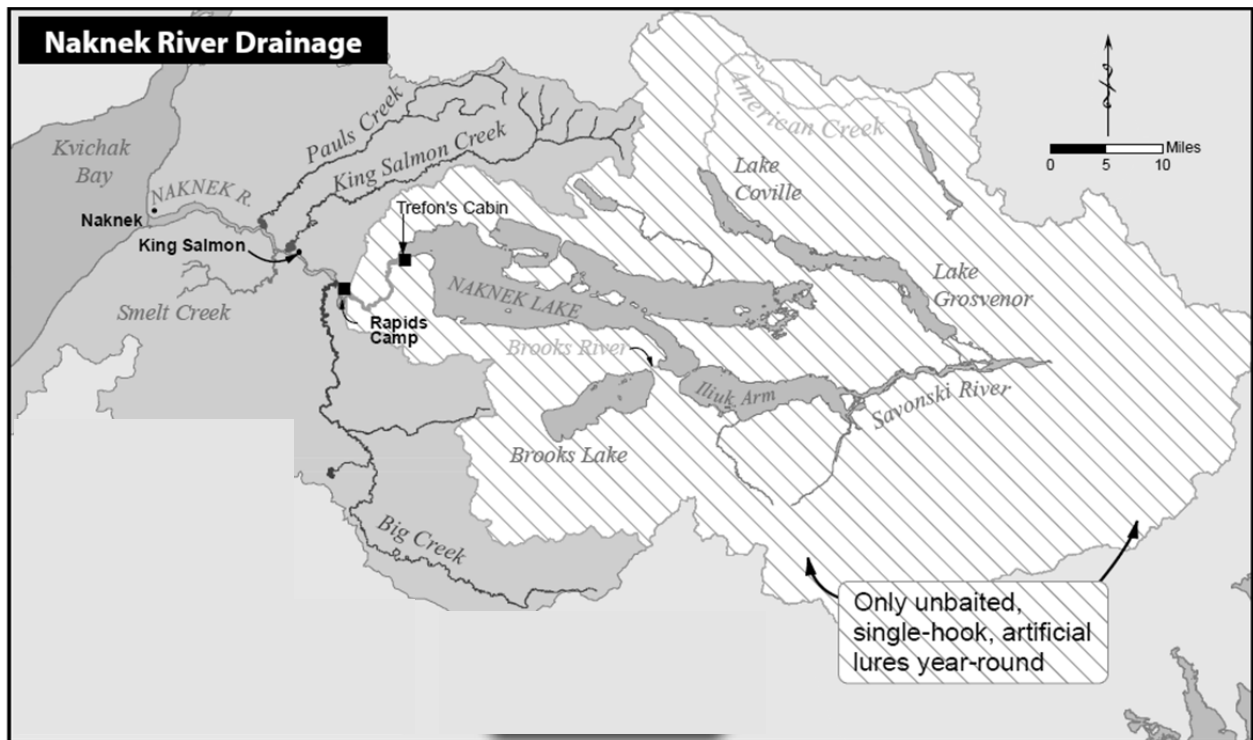 Naknek River Drainage
Kvichak
Bay
Pauls Creek
King Salmon Creek
American Creek
0 5 10 Miles
NAKNEK R.
Naknek
King Salmon
Smelt Creek
Trefon's Cabin
Lake
Coville
NAKNEK LAKE
Lake
Grosvenor
Rapids
Camp
Brooks River
Iliuk Arm
Savonski River
Brooks Lake
Big Creek
Only unbaited,
single-hook, artificial
lures year-round